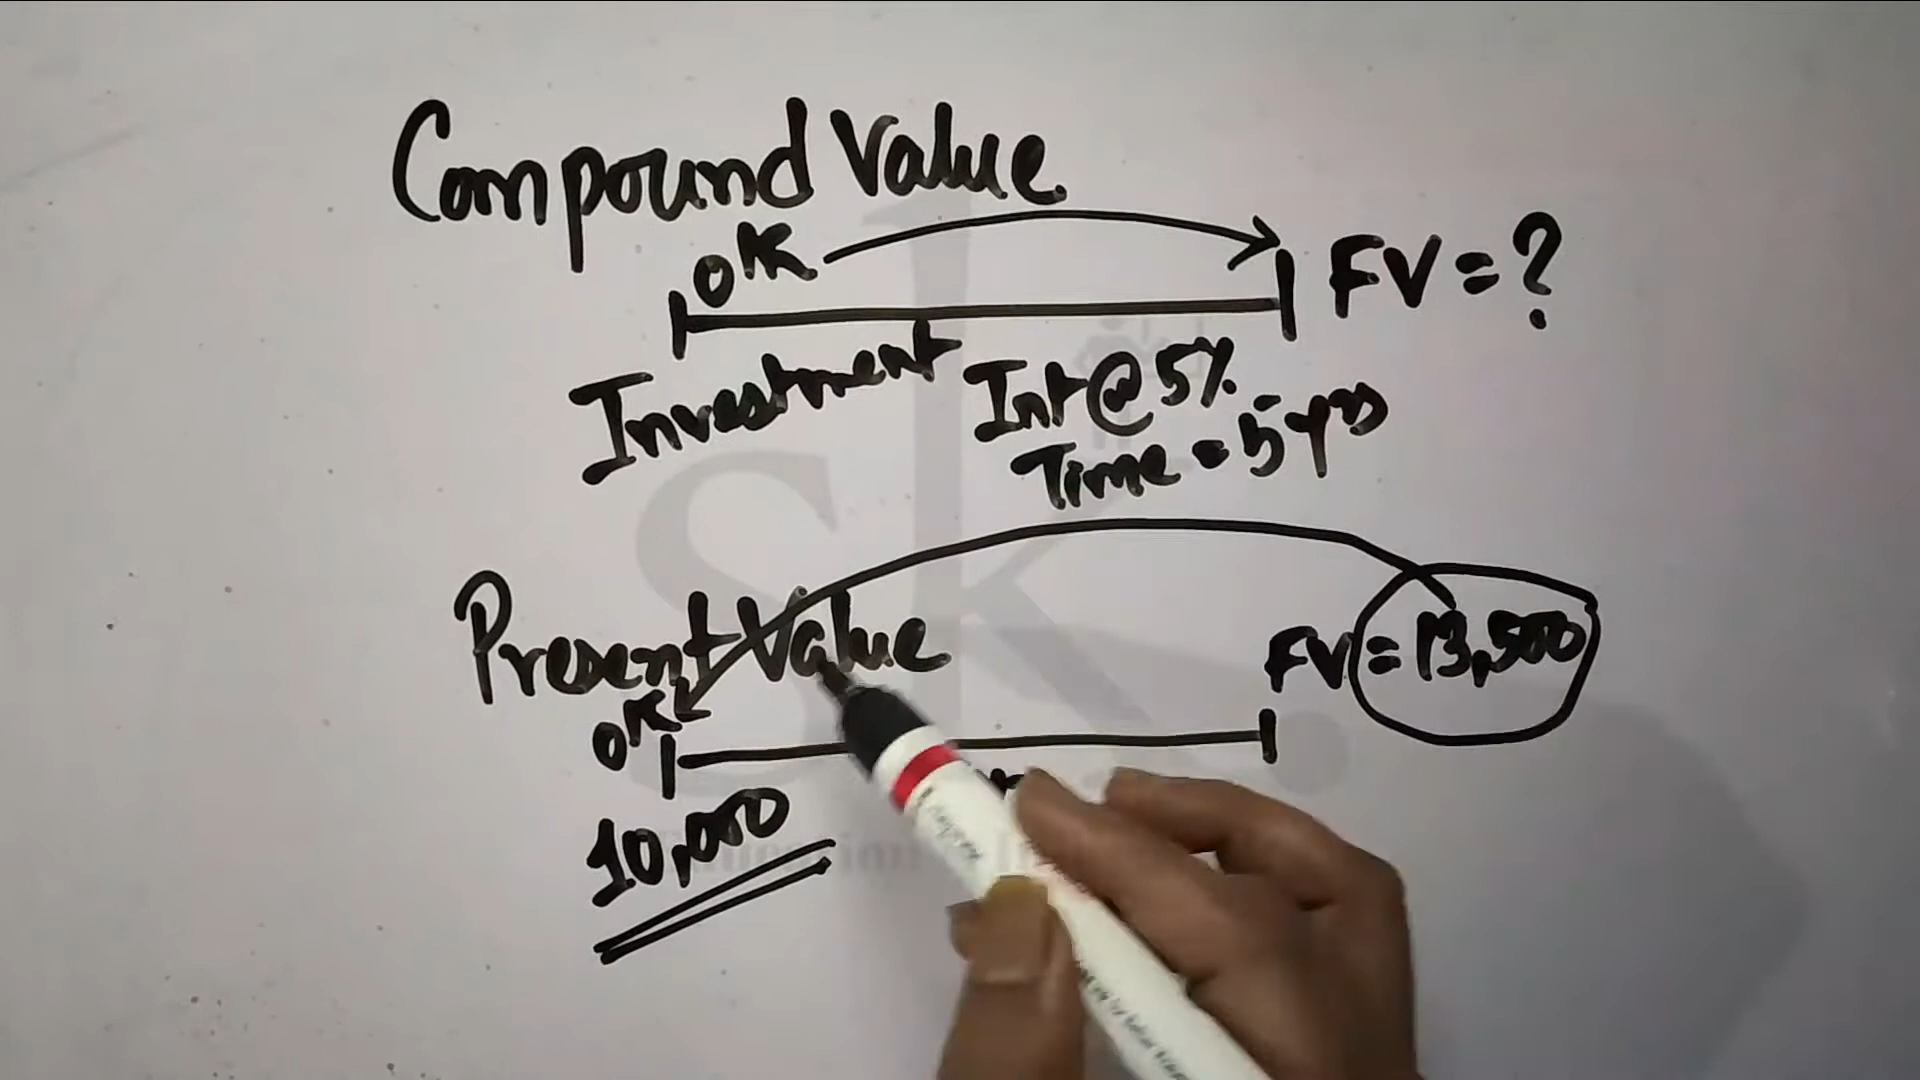 Compound Value
0K
FV = ?
Investment
Int @ 5%
Time = 5 yrs
Present Value
0K
FV = 13,500
10,000